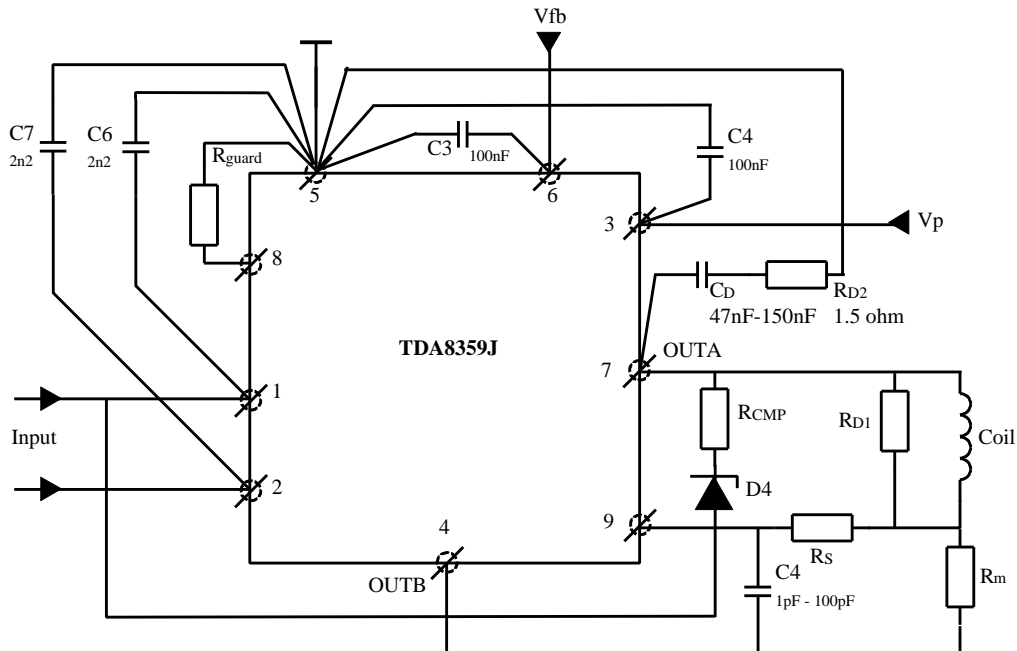 Vfb
C7
2n2
C6
2n2
Rguard
C3
100nF
C4
100nF
5
6
3
Vp
8
CD
47nF-150nF
RD2
1.5 ohm
TDA8359J
7
OUTA
1
Input
RCMP
RD1
Coil
2
D4
9
4
OUTB
RS
C4
1pF - 100pF
Rm